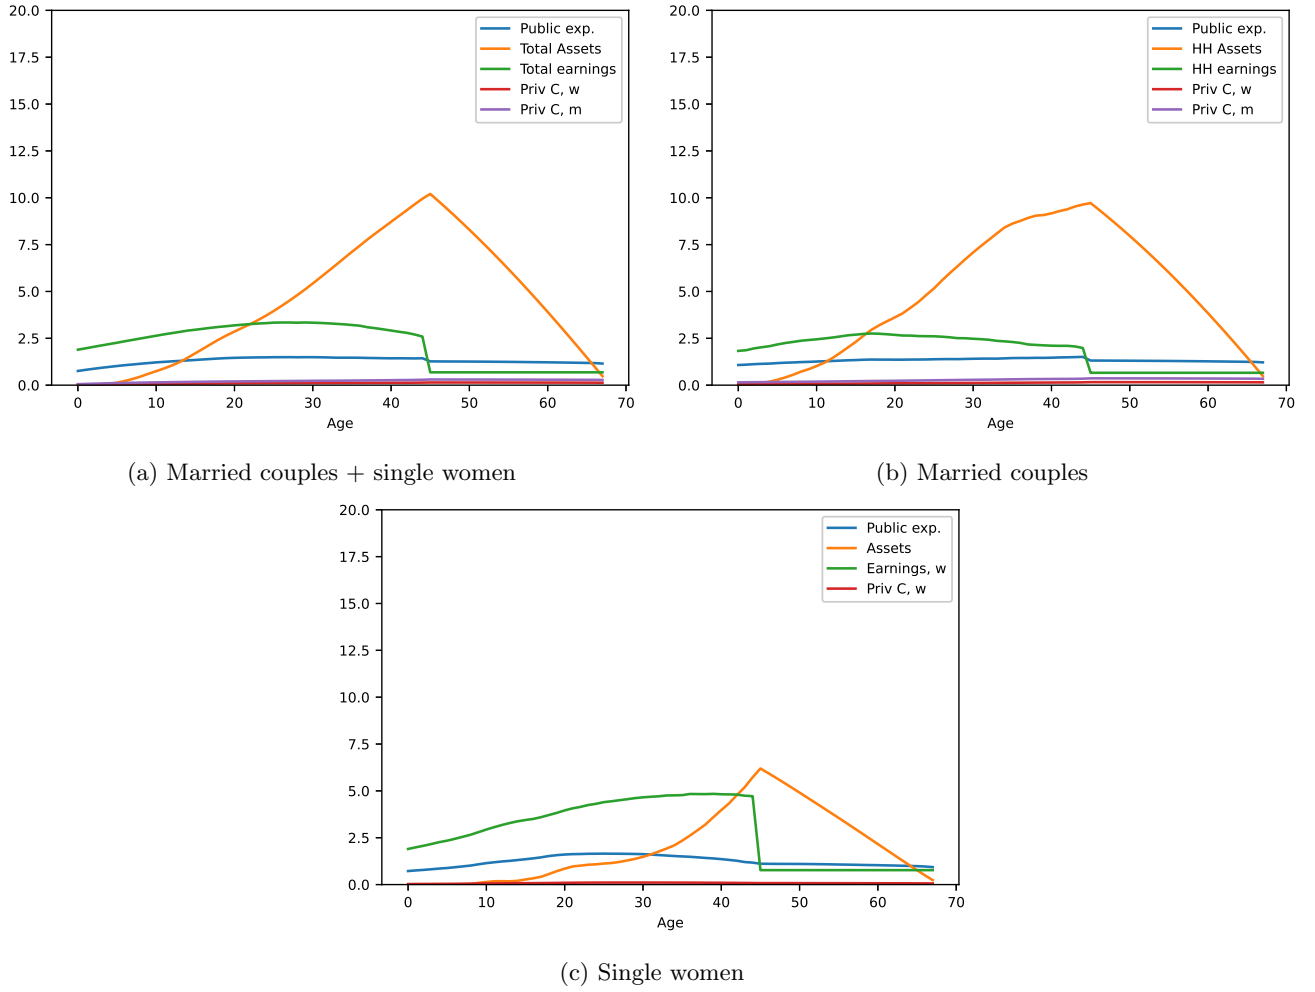 20.0
17.5
15.0
12.5
10.0
7.5
5.0
2.5
0.0
0 10 20 30 40 50 60 70
Age
Public exp.
Total Assets
Total earnings
Priv C, w
Priv C, m
(a) Married couples + single women
20.0
17.5
15.0
12.5
10.0
7.5
5.0
2.5
0.0
0 10 20 30 40 50 60 70
Age
Public exp.
HH Assets
HH earnings
Priv C, w
Priv C, m
(b) Married couples
20.0
17.5
15.0
12.5
10.0
7.5
5.0
2.5
0.0
0 10 20 30 40 50 60 70
Age
Public exp.
Assets
Earnings, w
Priv C, w
(c) Single women